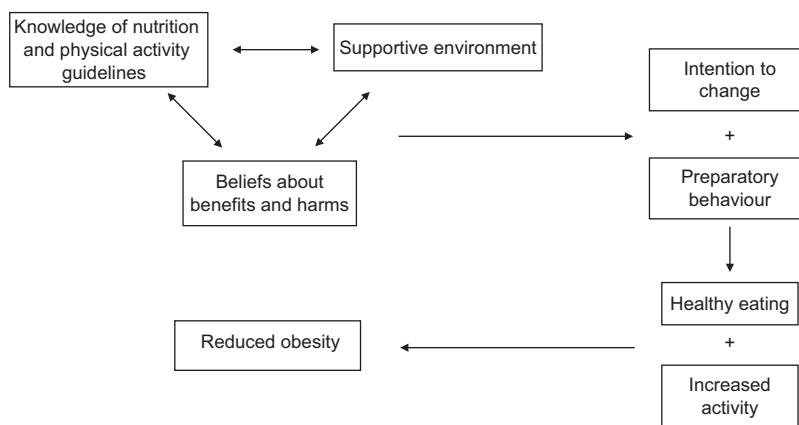 Knowledge of nutrition
and physical activity
guidelines
Supportive environment
Intention to
change
+
Beliefs about
benefits and harms
Preparatory
behaviour
Healthy eating
+
Reduced obesity
Increased
activity